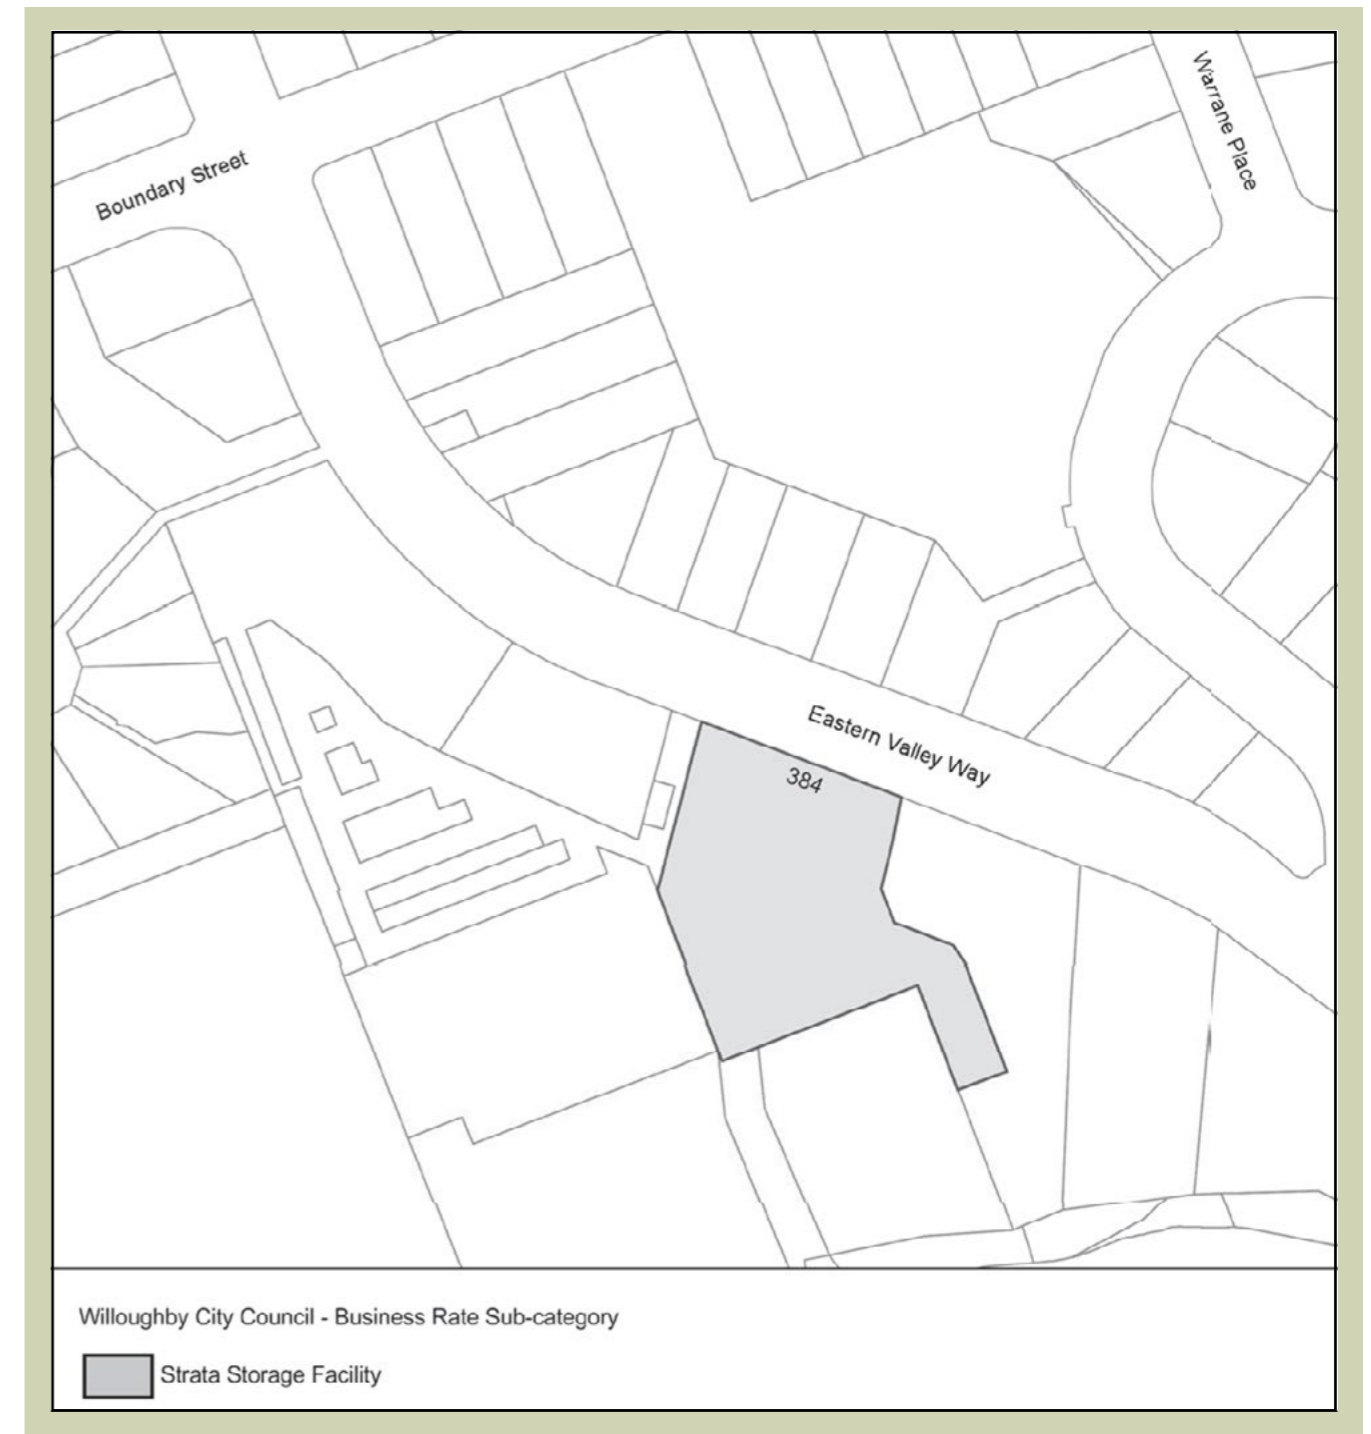 Warrane Place
Boundary Street
Eastern Valley Way
384
Willoughby City Council - Business Rate Sub-category
Strata Storage Facility